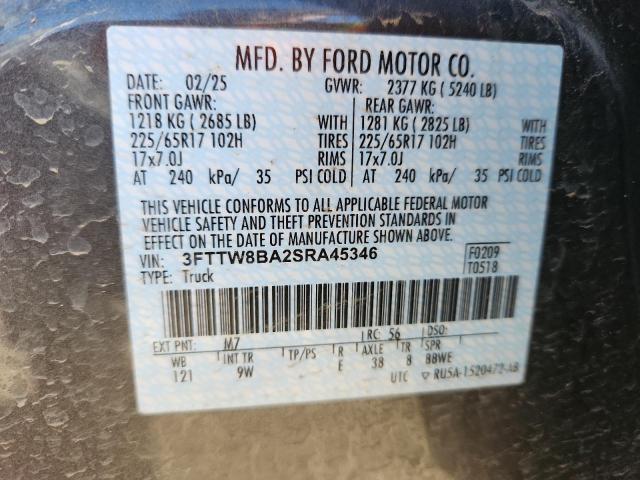 MFD. BY FORD MOTOR CO.
DATE: 02/25 GVWR: 2377 KG ( 5240 LB)
FRONT GAWR: REAR GAWR:
1218 KG ( 2685 LB) WITH 1281 KG ( 2825 LB) WITH
225/65R17 102H TIRES 225/65R17 102H TIRES
17x7.0J RIMS 17x7.0J RIMS
AT 240 kPa/ 35 PSI COLD AT 240 kPa/ 35 PSI COLD
THIS VEHICLE CONFORMS TO ALL APPLICABLE FEDERAL MOTOR
VEHICLE SAFETY AND THEFT PREVENTION STANDARDS IN
EFFECT ON THE DATE OF MANUFACTURE SHOWN ABOVE.
VIN: 3FTTW8BA2SRA45346 F0209
TYPE: Truck T0518
EXT PNT: M7 RC: 56 DSO:
WB INT TR TP/PS R AXLE TR SPR
121 9W E 38 8 BBWE
UTC ▽ RU5A-1520472-AB